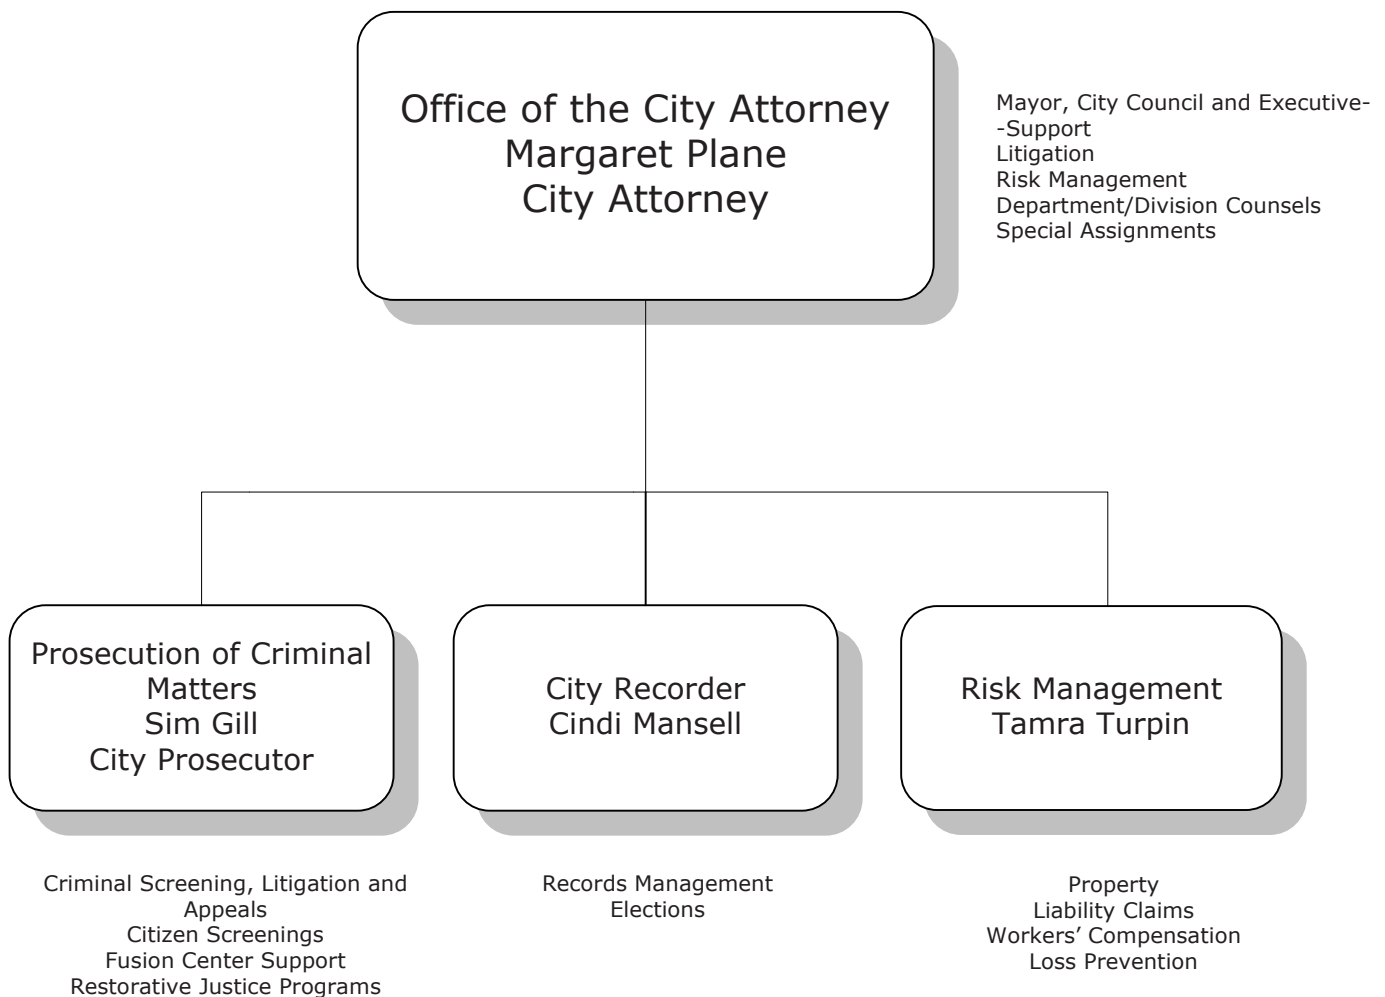 Office of the City Attorney
Margaret Plane
City Attorney
Mayor, City Council and Executive-
-Support
Litigation
Risk Management
Department/Division Counsels
Special Assignments
Prosecution of Criminal
Matters
Sim Gill
City Prosecutor
City Recorder
Cindi Mansell
Risk Management
Tamra Turpin
Criminal Screening, Litigation and
Appeals
Citizen Screenings
Fusion Center Support
Restorative Justice Programs
Records Management
Elections
Property
Liability Claims
Workers’ Compensation
Loss Prevention